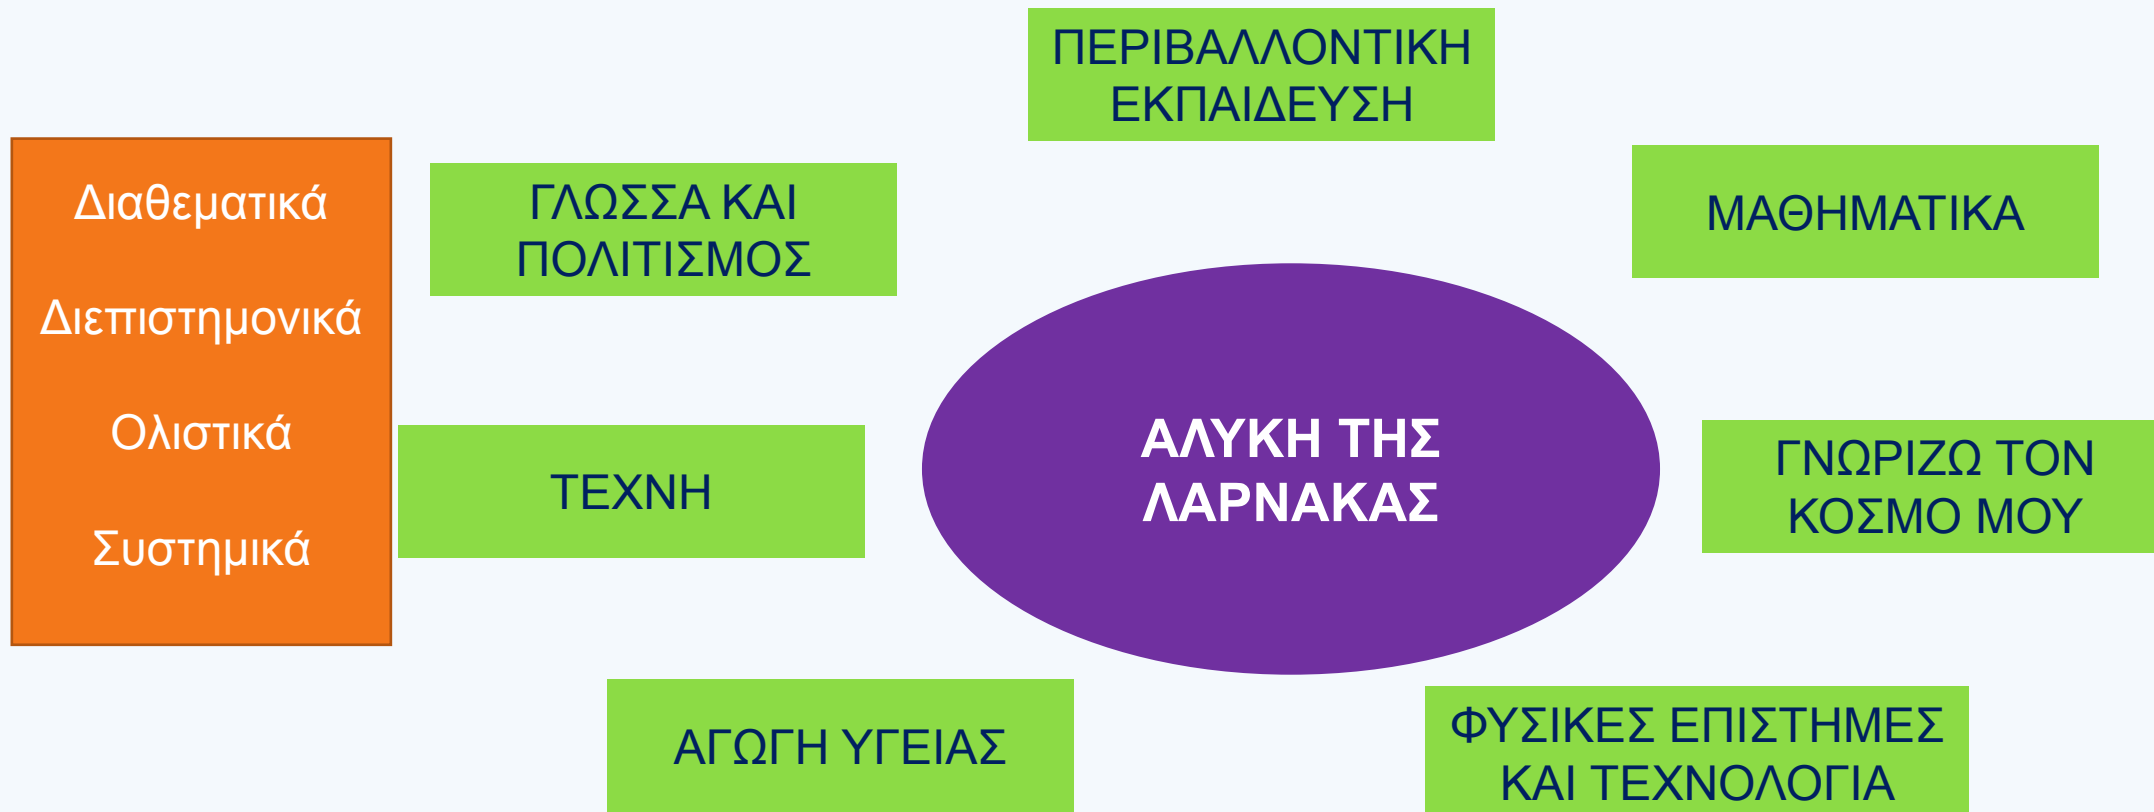 ΠΕΡΙΒΑΛΛΟΝΤΙΚΗ
ΕΚΠΑΙΔΕΥΣΗ
Διαθεματικά
Διεπιστημονικά
Ολιστικά
Συστημικά
ΓΛΩΣΣΑ ΚΑΙ
ΠΟΛΙΤΙΣΜΟΣ
ΜΑΘΗΜΑΤΙΚΑ
ΤΕΧΝΗ
ΑΛΥΚΗ ΤΗΣ
ΛΑΡΝΑΚΑΣ
ΓΝΩΡΙΖΩ ΤΟΝ
ΚΟΣΜΟ ΜΟΥ
ΑΓΩΓΗ ΥΓΕΙΑΣ
ΦΥΣΙΚΕΣ ΕΠΙΣΤΗΜΕΣ
ΚΑΙ ΤΕΧΝΟΛΟΓΙΑ